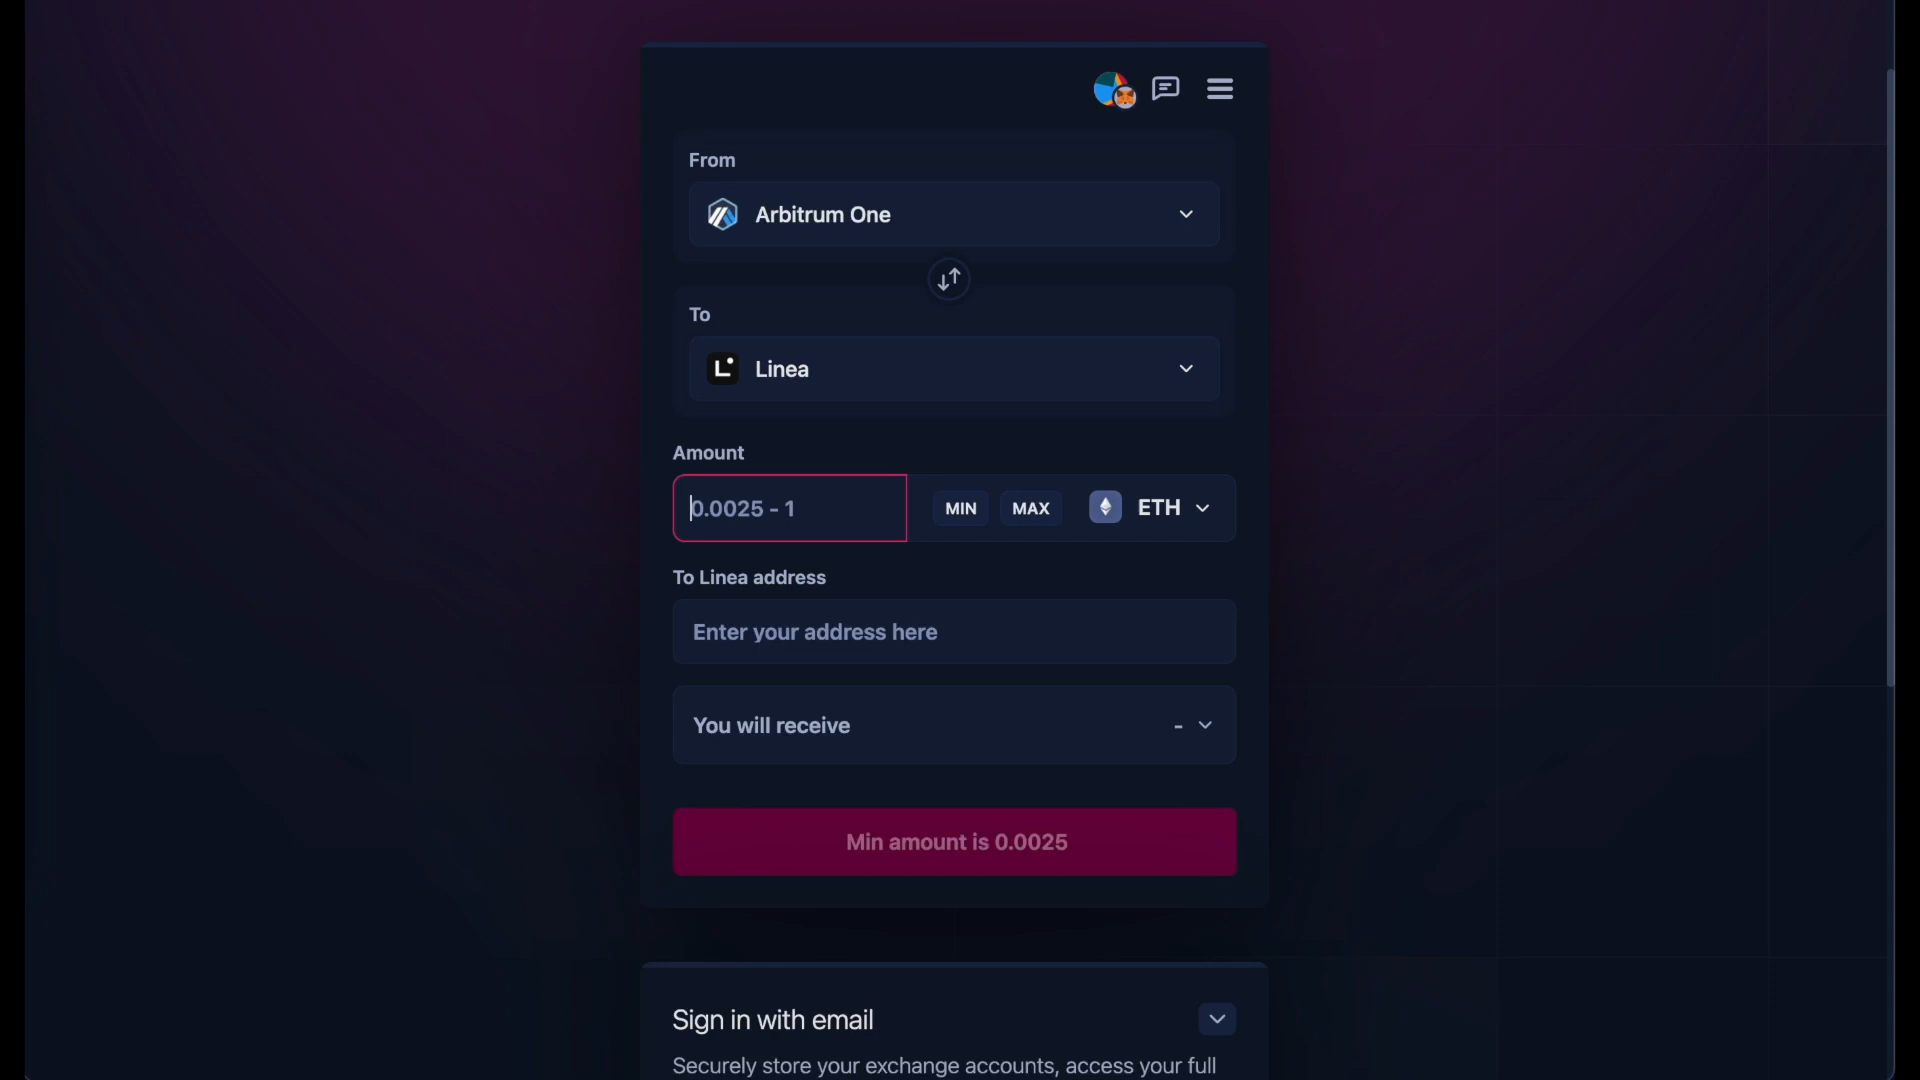 From
Arbitrum One
To
Linea
Amount
0.0025 - 1
MIN
MAX
ETH
To Linea address
Enter your address here
You will receive
-
Min amount is 0.0025
Sign in with email
Securely store your exchange accounts, access your full